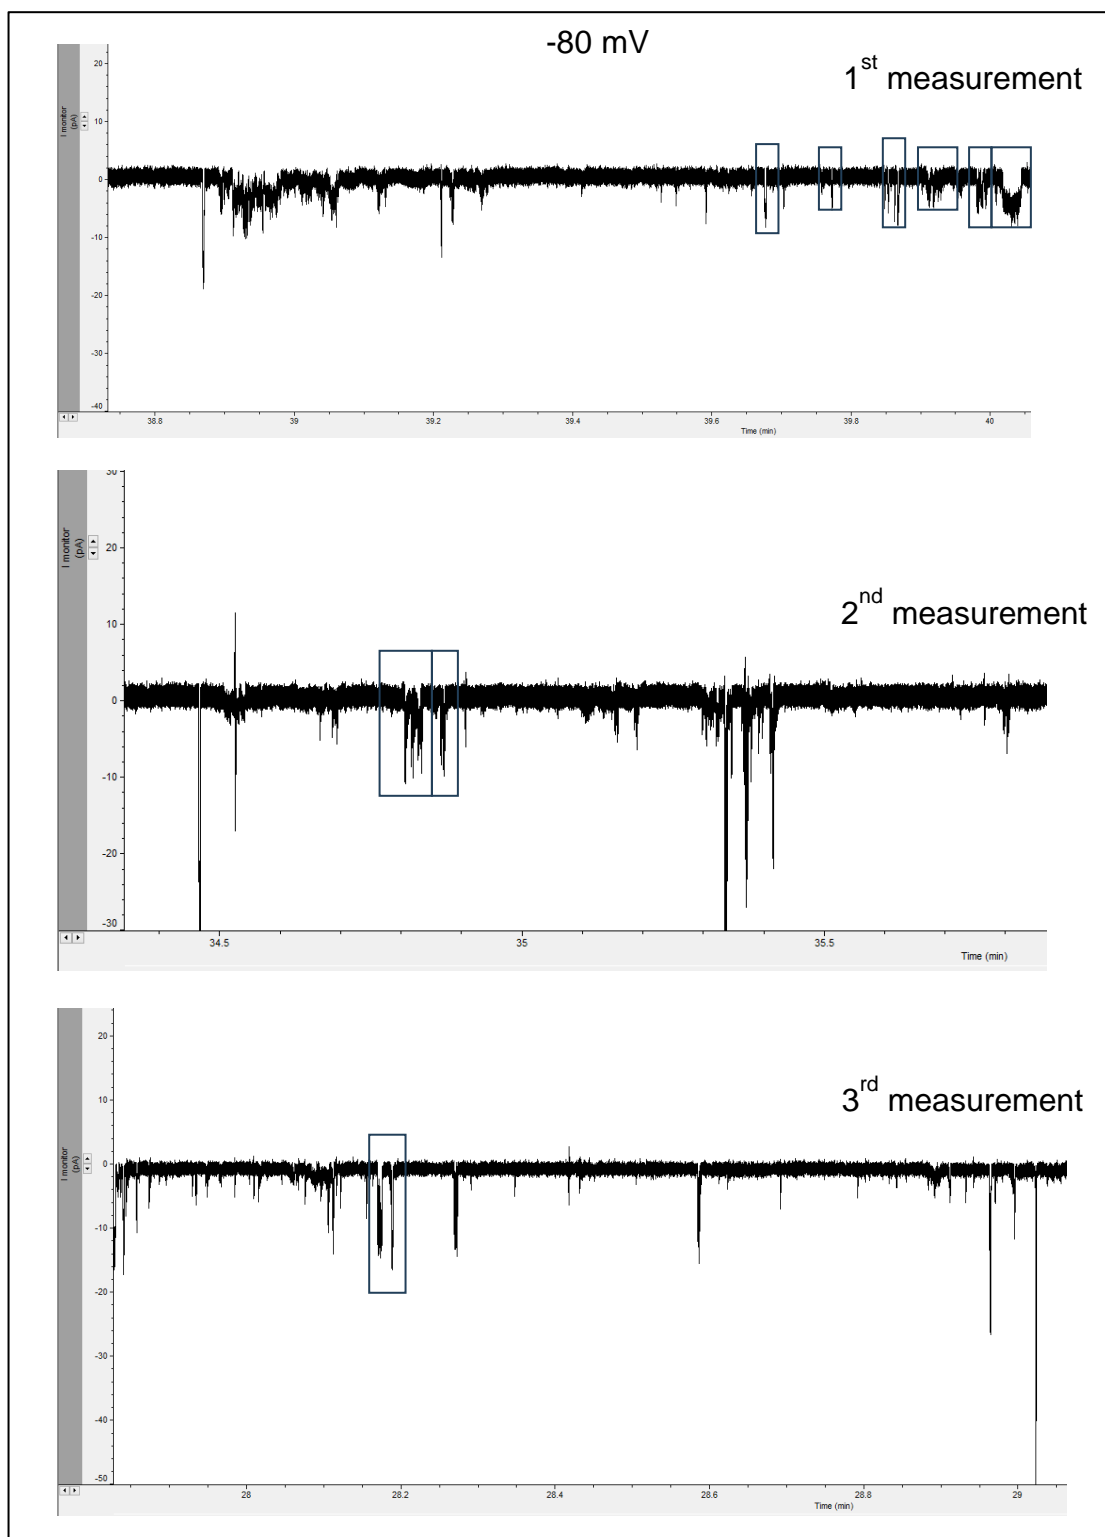 -80 mV
1st measurement
I monitor
(pA)
20
10
0
-10
-20
-30
-40
38.8 39 39.2 39.4 39.6 39.8 40
Time (min)
2nd measurement
I monitor
(pA)
30
20
10
0
-10
-20
-30
34.5 35 35.5
Time (min)
3rd measurement
I monitor
(pA)
20
10
0
-10
-20
-30
-40
-50
28 28.2 28.4 28.6 28.8 29
Time (min)